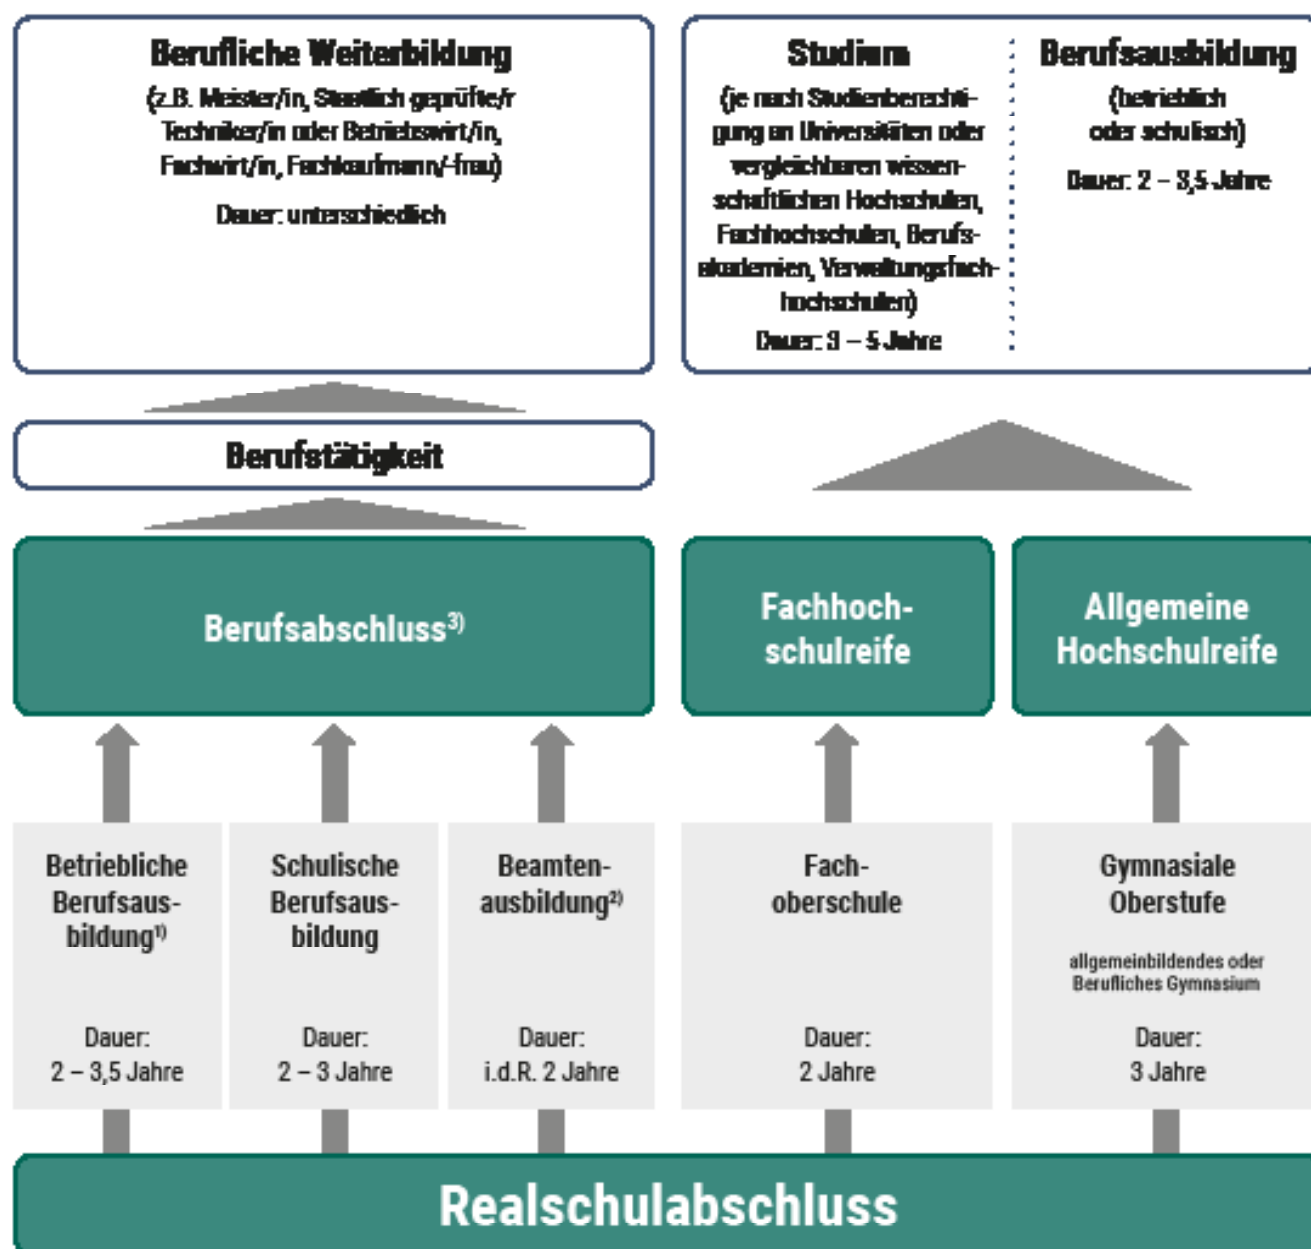 Berufliche Weiterbildung
(z.B. Meister/in, Staatlich geprüfte/r
Techniker/in oder Betriebswirt/in,
Fachwirt/in, Fachkaufmann/-frau)
Dauer: unterschiedlich
Studium
(je nach Studienberechti-
gung an Universitäten oder
vergleichbaren wissen-
schaftlichen Hochschulen,
Fachhochschulen, Berufs-
akademien, Verwaltungsfach-
hochschulen)
Dauer: 3 – 5 Jahre
Berufsausbildung
(betrieblich
oder schulisch)
Dauer: 2 – 3,5 Jahre
Berufstätigkeit
Berufsabschluss³⁾
Fachhoch-
schulreife
Allgemeine
Hochschulreife
Betriebliche
Berufsaus-
bildung¹⁾
Dauer:
2 – 3,5 Jahre
Schulische
Berufsaus-
bildung
Dauer:
2 – 3 Jahre
Beamten-
ausbildung²⁾
Dauer:
i.d.R. 2 Jahre
Fach-
oberschule
Dauer:
2 Jahre
Gymnasiale
Oberstufe
allgemeinbildendes oder
Berufliches Gymnasium
Dauer:
3 Jahre
Realschulabschluss